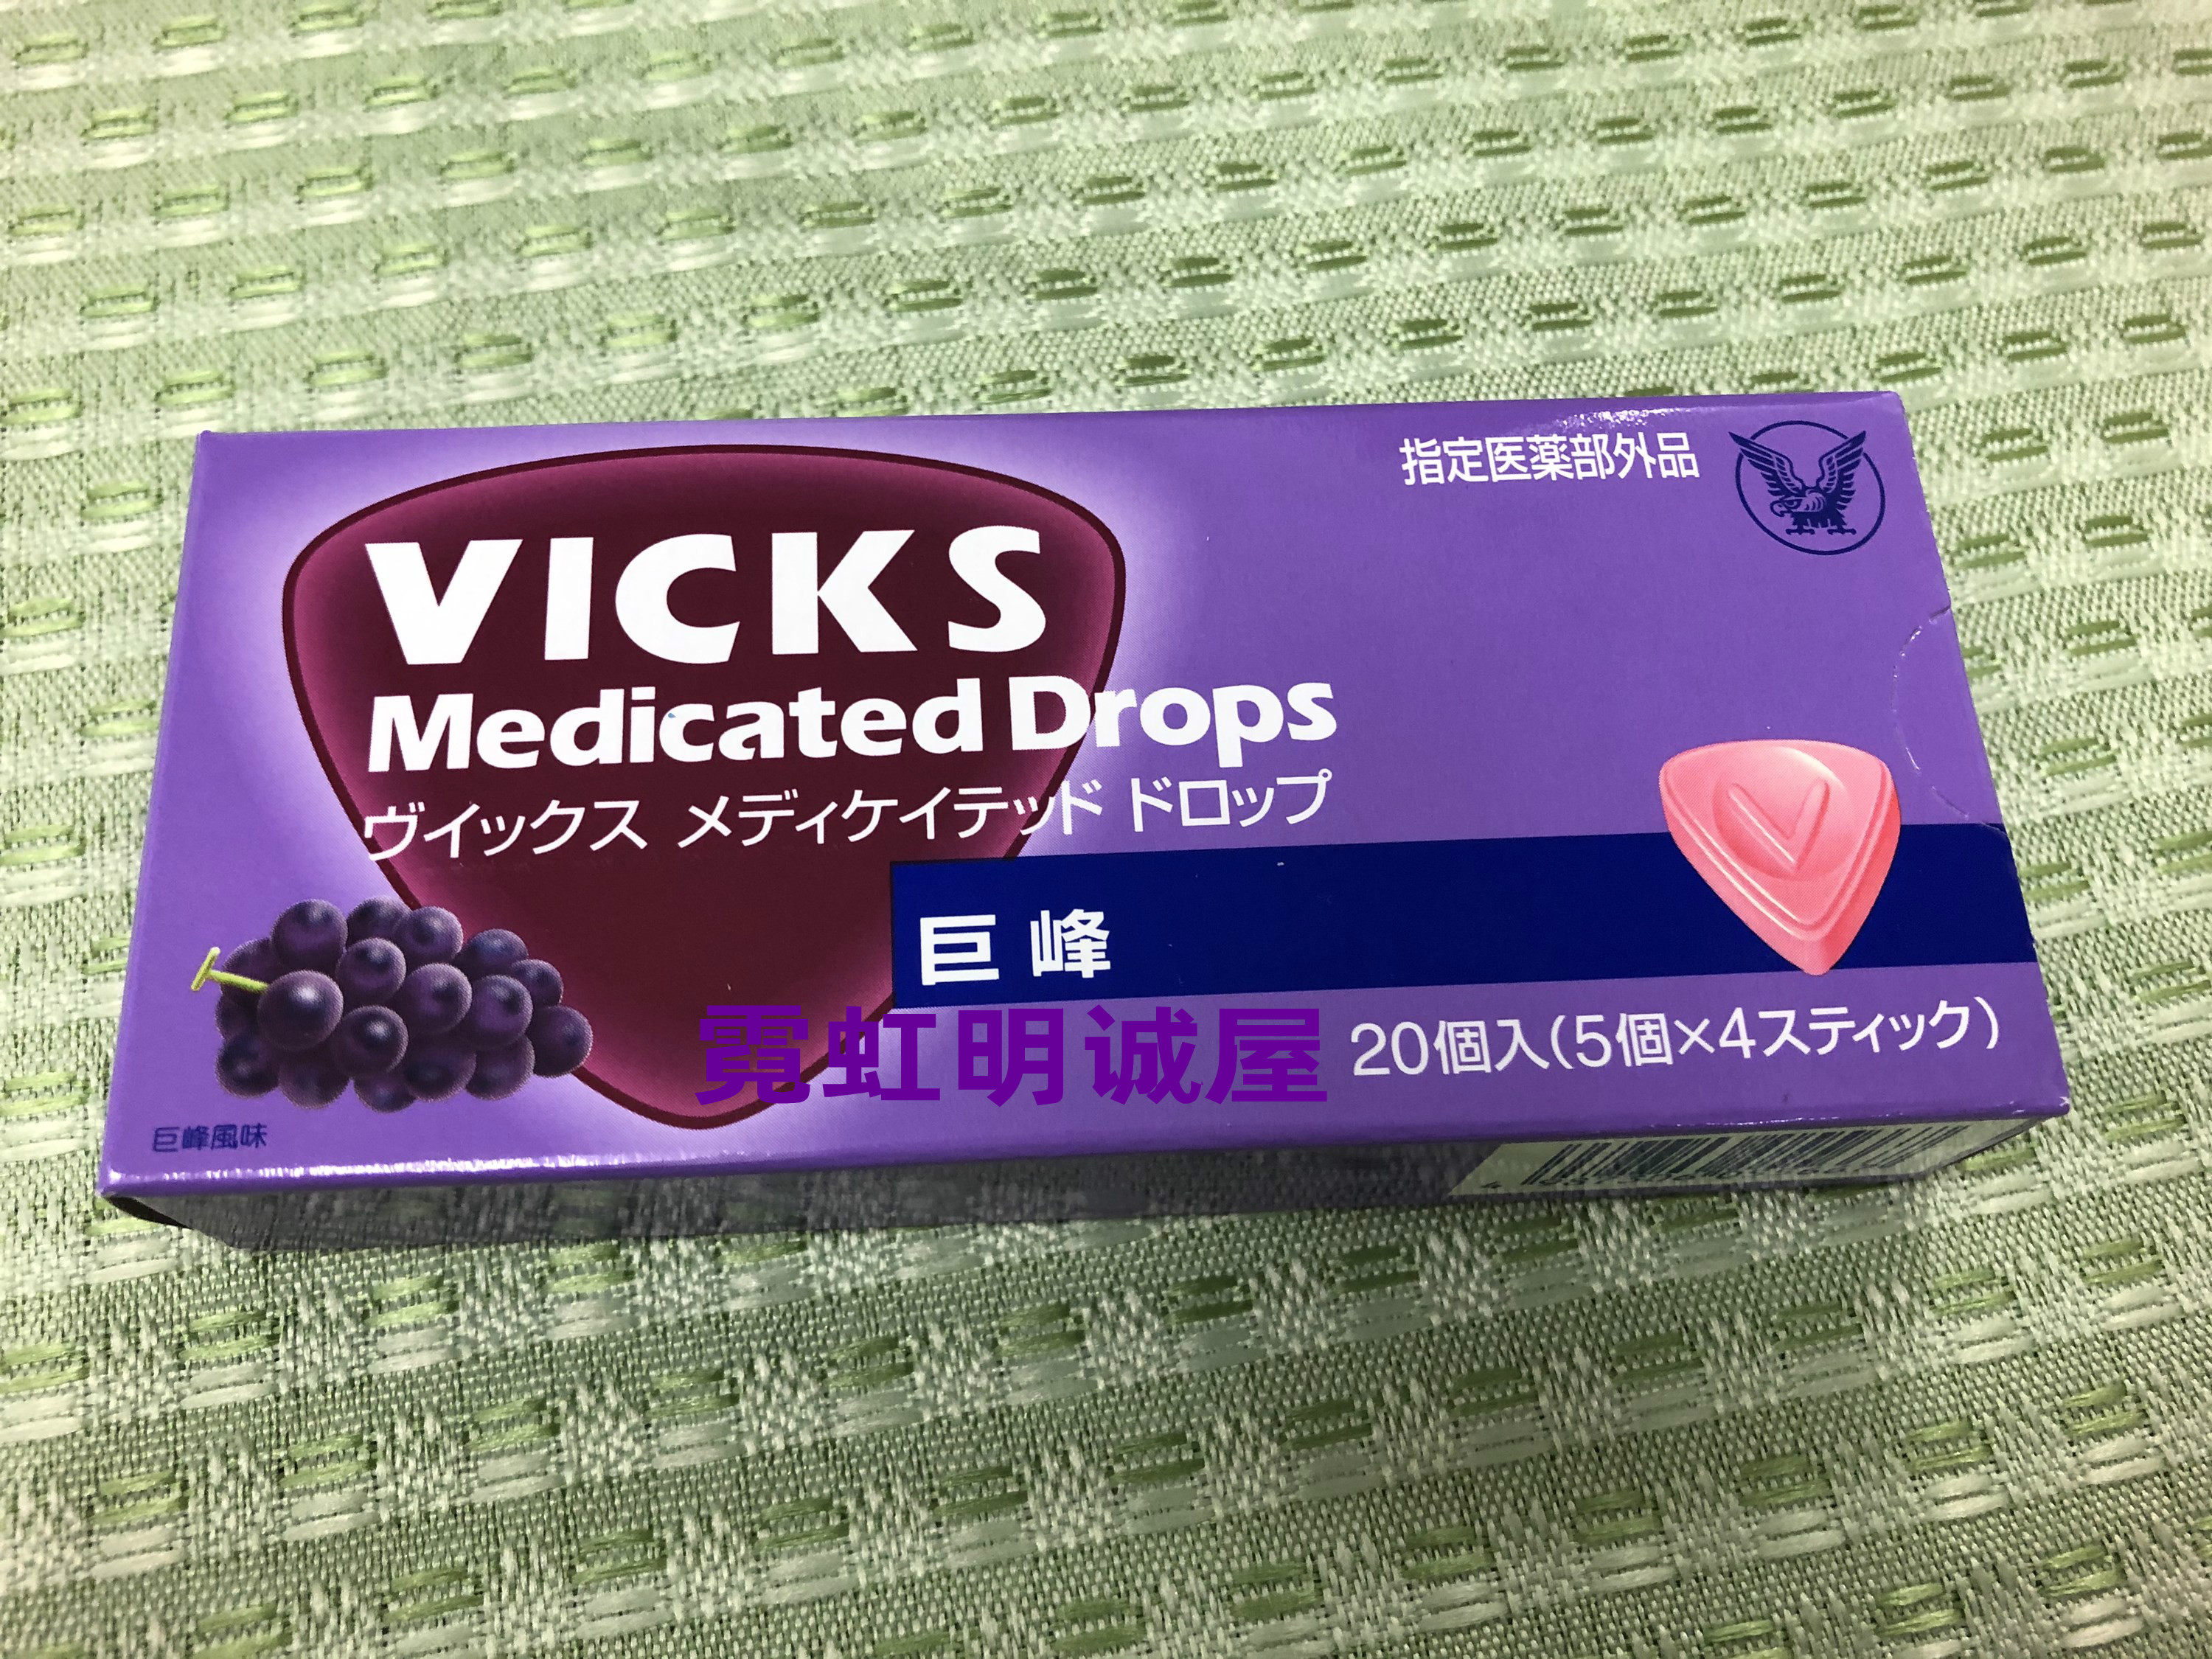 指定医薬部外品
VICKS
Medicated Drops
ヴイックス メディケイテッド ドロップ
巨峰
霓虹明诚屋
20個入(5個×4スティック)
巨峰風味